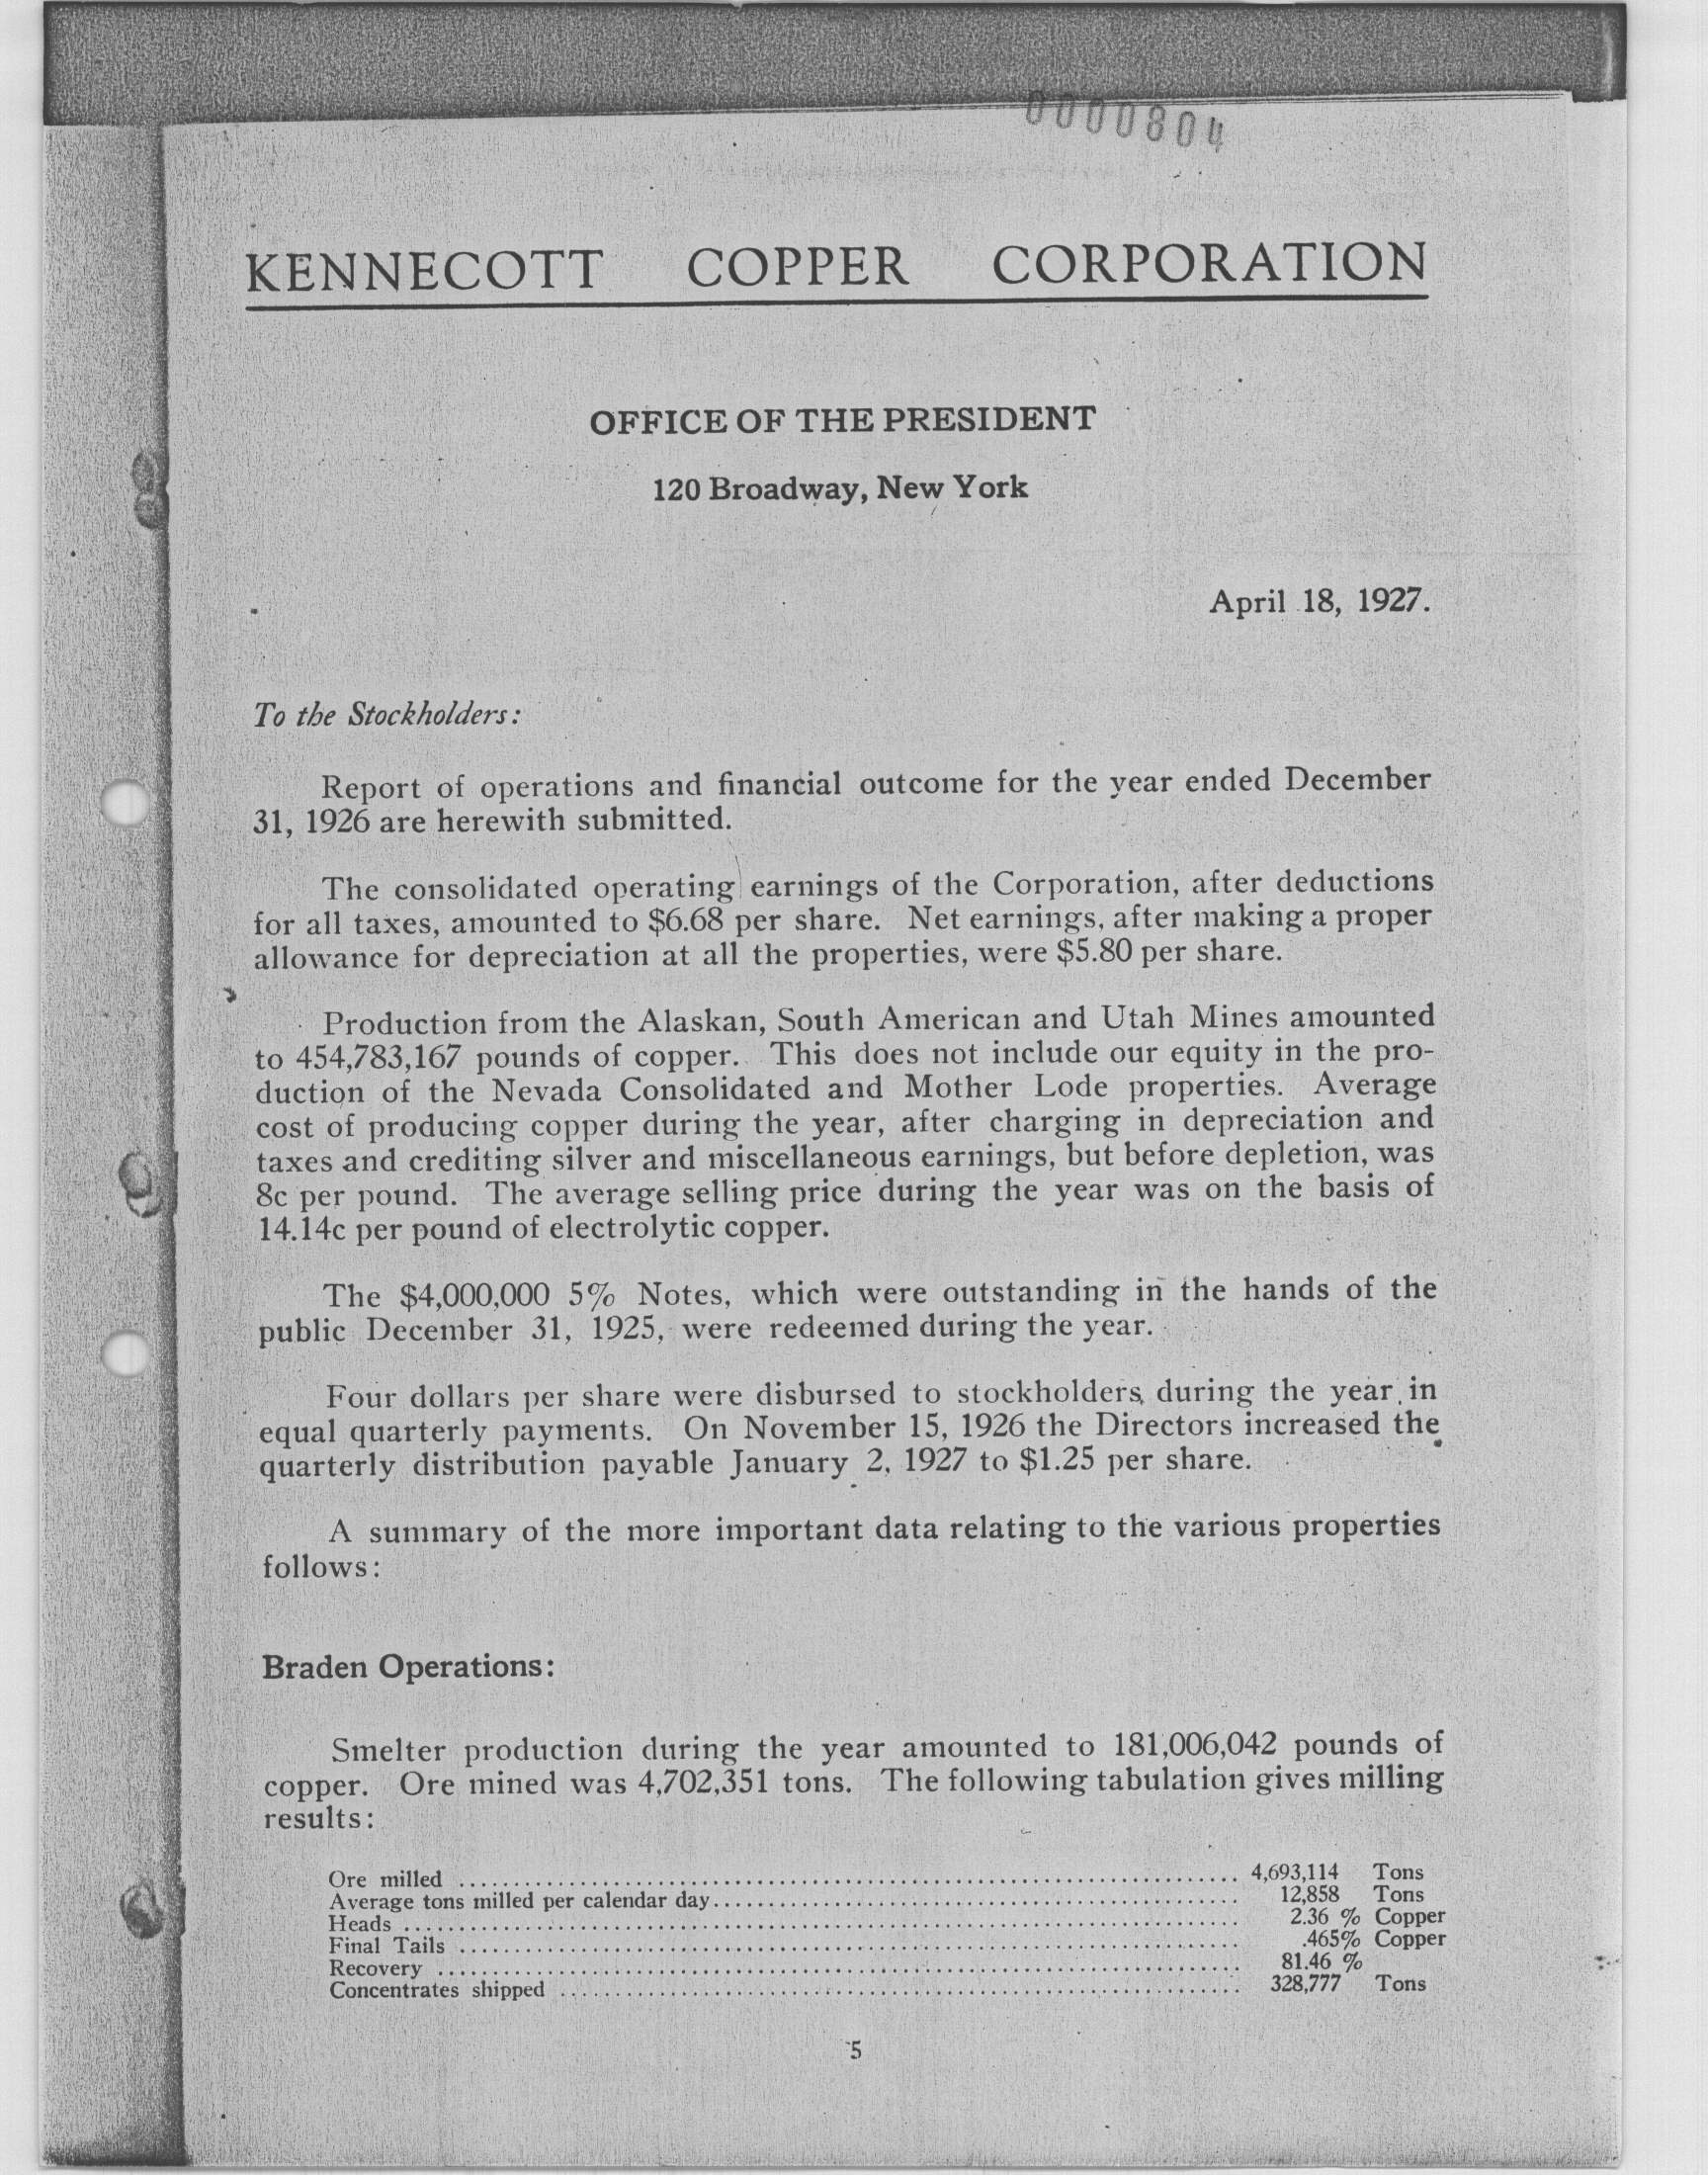 0000804
KENNECOTT COPPER CORPORATION
OFFICE OF THE PRESIDENT
120 Broadway, New York
April 18, 1927.
To the Stockholders:
Report of operations and financial outcome for the year ended December
31, 1926 are herewith submitted.
The consolidated operating earnings of the Corporation, after deductions
for all taxes, amounted to $6.68 per share. Net earnings, after making a proper
allowance for depreciation at all the properties, were $5.80 per share.
Production from the Alaskan, South American and Utah Mines amounted
to 454,783,167 pounds of copper. This does not include our equity in the pro-
duction of the Nevada Consolidated and Mother Lode properties. Average
cost of producing copper during the year, after charging in depreciation and
taxes and crediting silver and miscellaneous earnings, but before depletion, was
8c per pound. The average selling price during the year was on the basis of
14.14c per pound of electrolytic copper.
The $4,000,000 5% Notes, which were outstanding in the hands of the
public December 31, 1925, were redeemed during the year.
Four dollars per share were disbursed to stockholders during the year in
equal quarterly payments. On November 15, 1926 the Directors increased the
quarterly distribution payable January 2, 1927 to $1.25 per share.
A summary of the more important data relating to the various properties
follows:
Braden Operations:
Smelter production during the year amounted to 181,006,042 pounds of
copper. Ore mined was 4,702,351 tons. The following tabulation gives milling
results:
Ore milled ........ 4,693,114 Tons
Average tons milled per calendar day........ 12,858 Tons
Heads ........ 2.36 % Copper
Final Tails ........ .465% Copper
Recovery ........ 81.46 %
Concentrates shipped ........ 328,777 Tons
5